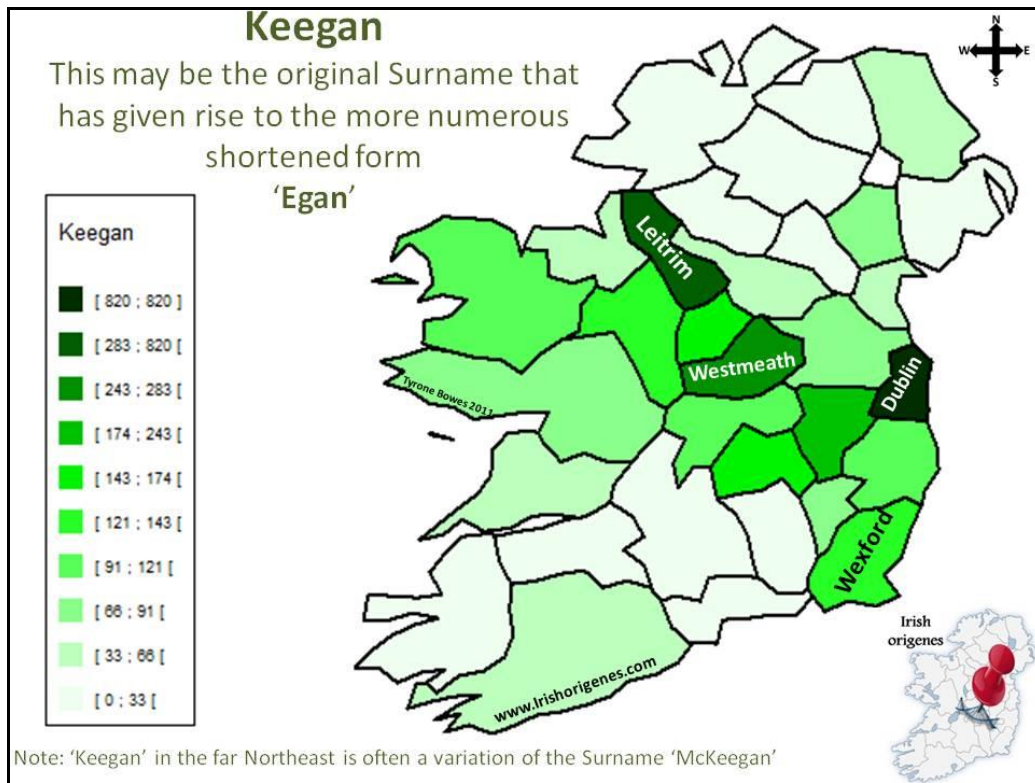 Keegan
This may be the original Surname that
has given rise to the more numerous
shortened form
‘Egan’
N
W E
S
Keegan
[ 820 ; 820 ]
[ 283 ; 820 [
[ 243 ; 283 [
[ 174 ; 243 [
[ 143 ; 174 [
[ 121 ; 143 [
[ 91 ; 121 [
[ 66 ; 91 [
[ 33 ; 66 [
[ 0 ; 33 [
Leitrim
Westmeath
Dublin
Tyrone Bowes 2011
Wexford
www.Irishorigenes.com
Irish
origenes
Note: ‘Keegan’ in the far Northeast is often a variation of the Surname ‘McKeegan’